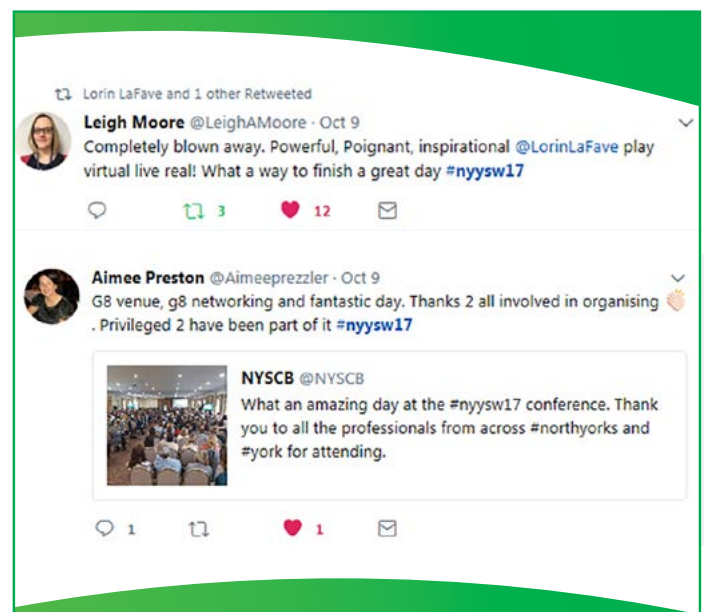 Lorin LaFave and 1 other Retweeted
Leigh Moore @LeighAMoore · Oct 9
Completely blown away. Powerful, Poignant, inspirational @LorinLaFave play
virtual live real! What a way to finish a great day #nyysw17
3 12
Aimee Preston @Aimeeprezzler · Oct 9
G8 venue, g8 networking and fantastic day. Thanks 2 all involved in organising 👏🏻
. Privileged 2 have been part of it #nyysw17
NYSCB @NYSCB
What an amazing day at the #nyysw17 conference. Thank
you to all the professionals from across #northyorks and
#york for attending.
1 1